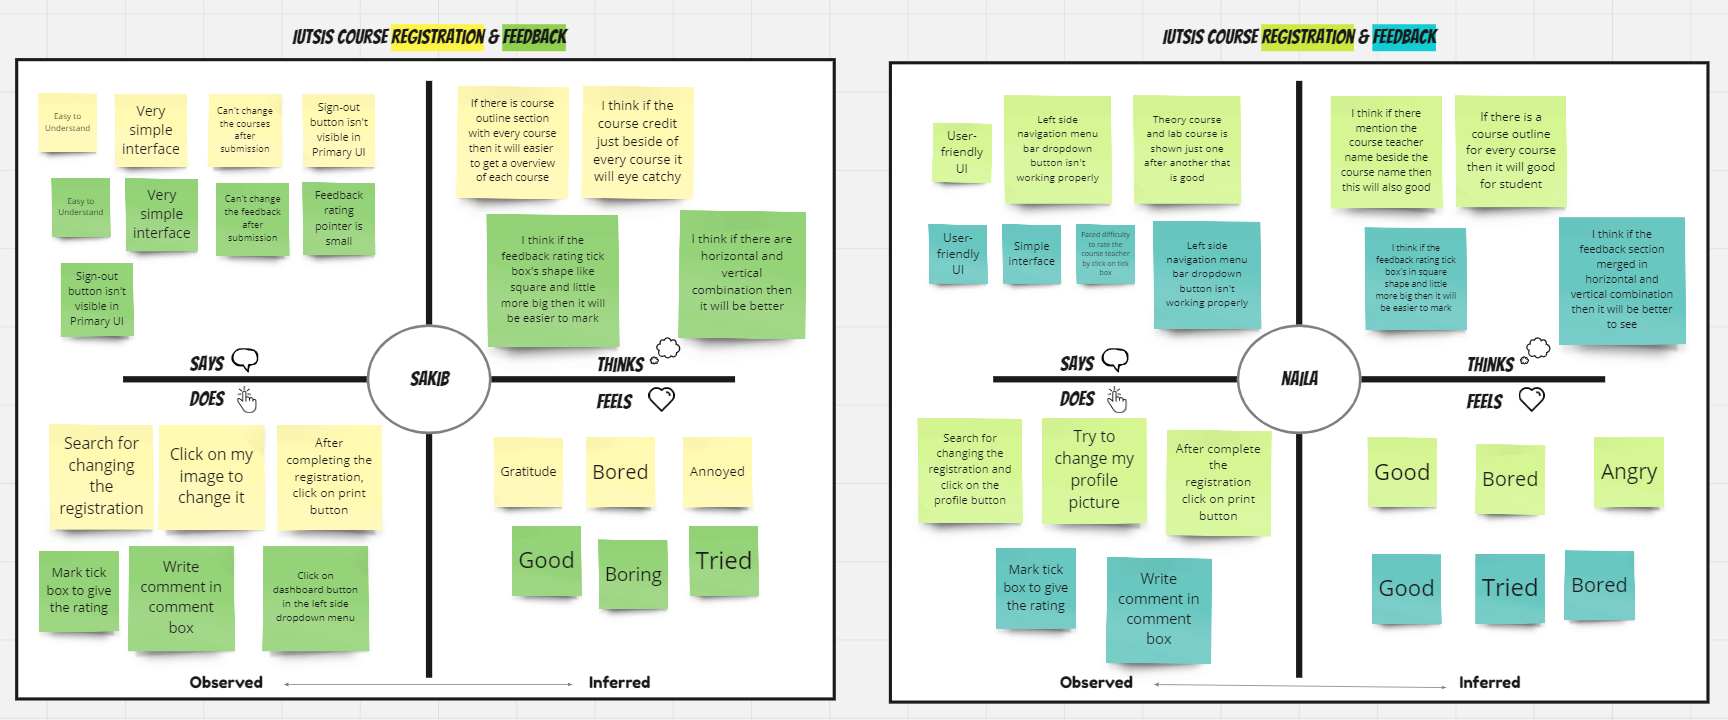 IUTSIS COURSE REGISTRATION & FEEDBACK
Easy to
Understand
Very
simple
interface
Can't change
the courses
after
submission
Sign-out
button isn't
visible in
Primary UI
Easy to
Understand
Very
simple
interface
Can't change
the feedback
after
submission
Feedback
rating
pointer is
small
Sign-out
button isn't
visible in
Primary UI
If there is course
outline section
with every course
then it will easier
to get a overview
of each course
I think if the
course credit
just beside of
every course it
will eye catchy
I think if the
feedback rating tick
box's shape like
square and little
more big then it will
be easier to mark
I think if there are
horizontal and
vertical
combination then
it will be better
SAYS
THINKS
SAKIB
DOES
FEELS
Search for
changing
the
registration
Click on my
image to
change it
After
completing the
registration,
click on print
button
Mark tick
box to give
the rating
Write
comment in
comment
box
Click on
dashboard button
in the left side
dropdown menu
Gratitude
Bored
Annoyed
Good
Boring
Tried
Observed
Inferred
IUTSIS COURSE REGISTRATION & FEEDBACK
User-
friendly
UI
Left side
navigation menu
bar dropdown
button isn't
working properly
Theory course
and lab course is
shown just one
after another that
is good
User-
friendly
UI
Simple
interface
Faced difficulty
to rate the
course teacher
by click on tick
box
Left side
navigation menu
bar dropdown
button isn't
working properly
I think if there
mention the
course teacher
name beside the
course name then
this will also good
If there is a
course outline
for every course
then it will good
for student
I think if the
feedback rating tick
box's in square
shape and little
more big then it will
be easier to mark
I think if the
feedback section
merged in
horizontal and
vertical combination
then it will be better
to see
SAYS
THINKS
NAILA
DOES
FEELS
Search for
changing the
registration and
click on the
profile button
Try to
change my
profile
picture
After complete
the
registration
click on print
button
Mark tick
box to give
the rating
Write
comment in
comment
box
Good
Bored
Angry
Good
Tried
Bored
Observed
Inferred